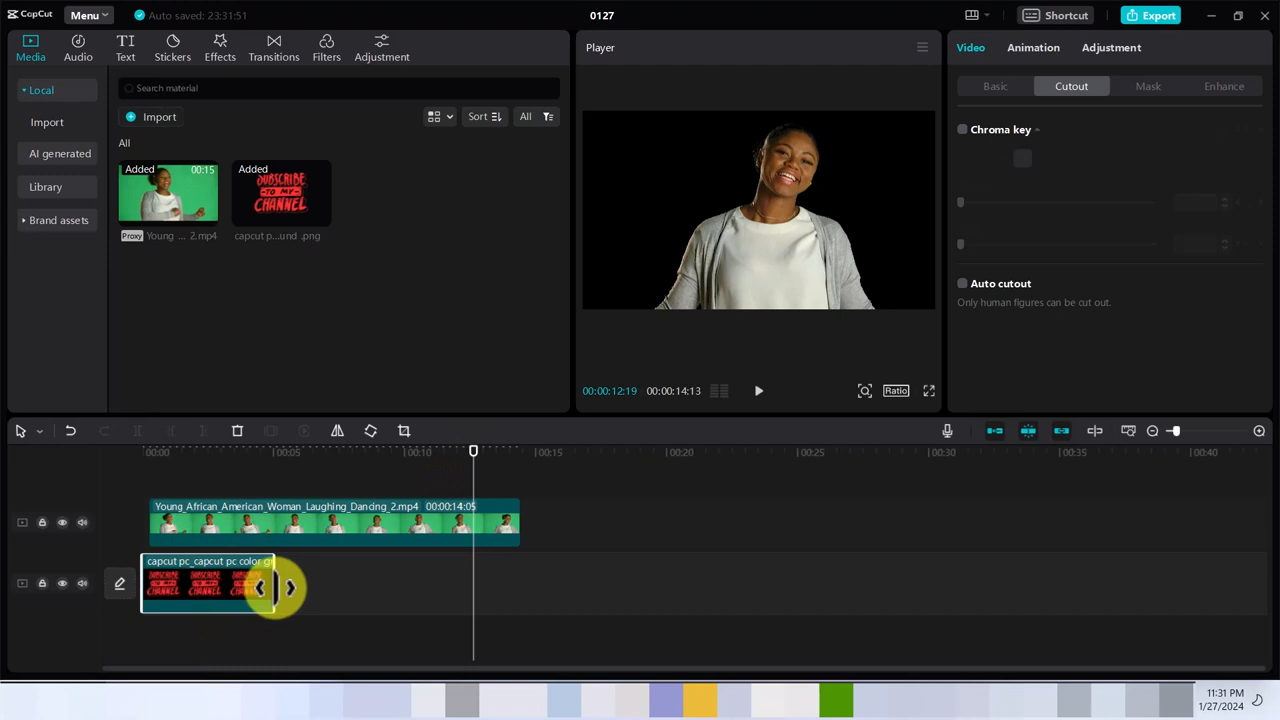 CapCut
Menu
Auto saved: 23:31:51
0127
Shortcut
Export
Media
Audio
Text
Stickers
Effects
Transitions
Filters
Adjustment
Local
Import
AI generated
Library
Brand assets
Search material
Import
Sort
All
All
Added
00:15
Proxy
Young ... 2.mp4
Added
SUBSCRIBE
TO MY
CHANNEL
capcut p...und .png
Player
00:00:12:19
00:00:14:13
Ratio
Video
Animation
Adjustment
Basic
Cutout
Mask
Enhance
Chroma key
Auto cutout
Only human figures can be cut out.
00:00
00:05
00:10
00:15
00:20
00:25
00:30
00:35
00:40
Young_African_American_Woman_Laughing_Dancing_2.mp4
00:00:14:05
capcut pc_capcut pc color g
11:31 PM
1/27/2024